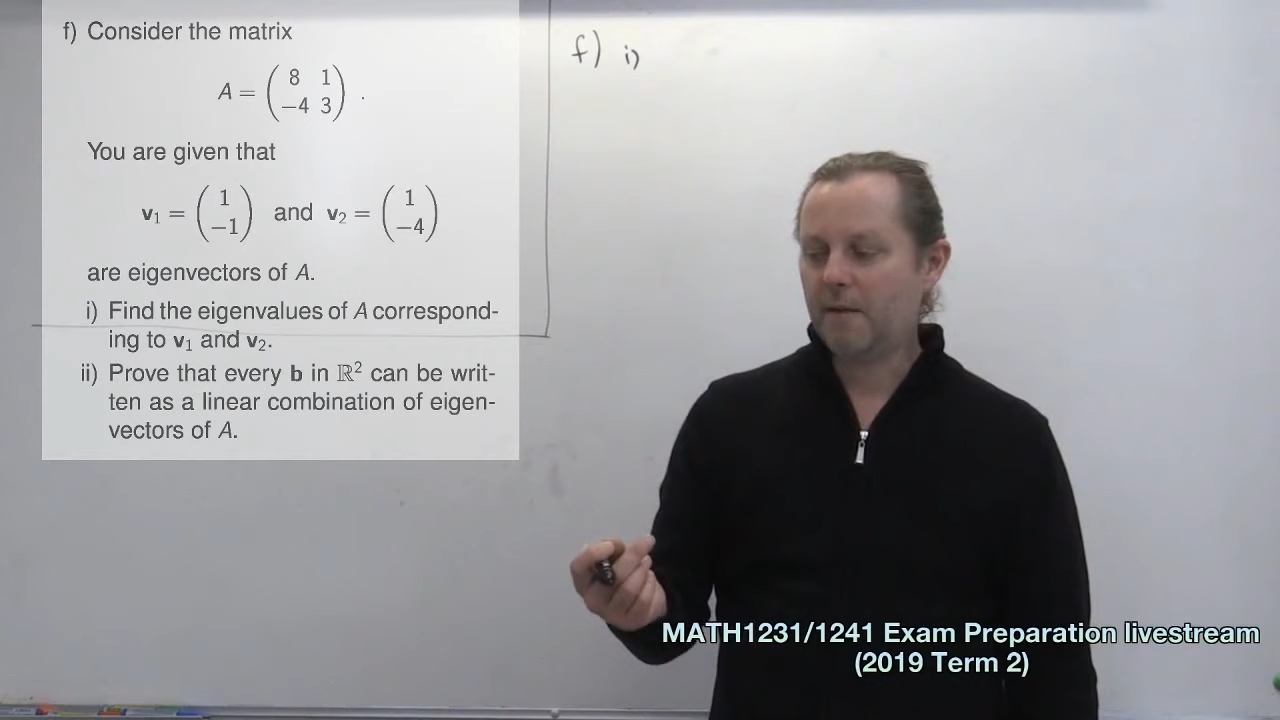 f) Consider the matrix
A = ( 8 1
−4 3 ) .
You are given that
v₁ = ( 1
−1 ) and v₂ = ( 1
−4 )
are eigenvectors of A.
i) Find the eigenvalues of A correspond-
ing to v₁ and v₂.
ii) Prove that every b in ℝ² can be writ-
ten as a linear combination of eigen-
vectors of A.
f) i)
MATH1231/1241 Exam Preparation livestream
(2019 Term 2)